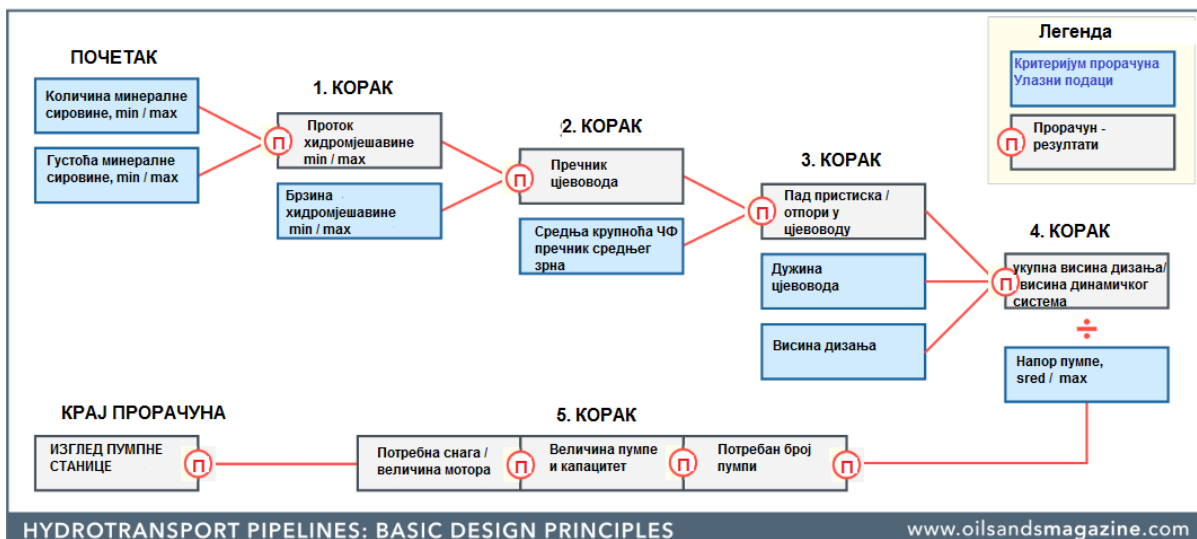 ПОЧЕТАК
Количина минералне
сировине, min / max
Густоћа минералне
сировине, min / max
1. КОРАК
П
Проток
хидромјешавине
min / max
Брзина
хидромјешавине
min / max
2. КОРАК
П
Пречник
цјевовода
Средња крупноћа ЧФ
пречник средњег
зрна
3. КОРАК
П
Пад пристиска /
отпори у
цјевоводу
Дужина
цјевовода
Висина дизања
4. КОРАК
П
укупна висина дизања/
висина динамичког
система
÷
Напор пумпе,
sred / max
Легенда
Критеријум прорачуна
Улазни подаци
П
Прорачун -
резултати
КРАЈ ПРОРАЧУНА
ИЗГЛЕД ПУМПНЕ
СТАНИЦЕ
П
5. КОРАК
Потребна снага /
величина мотора
П
Величина пумпе
и капацитет
П
Потребан број
пумпи
П
HYDROTRANSPORT PIPELINES: BASIC DESIGN PRINCIPLES
www.oilsandsmagazine.com